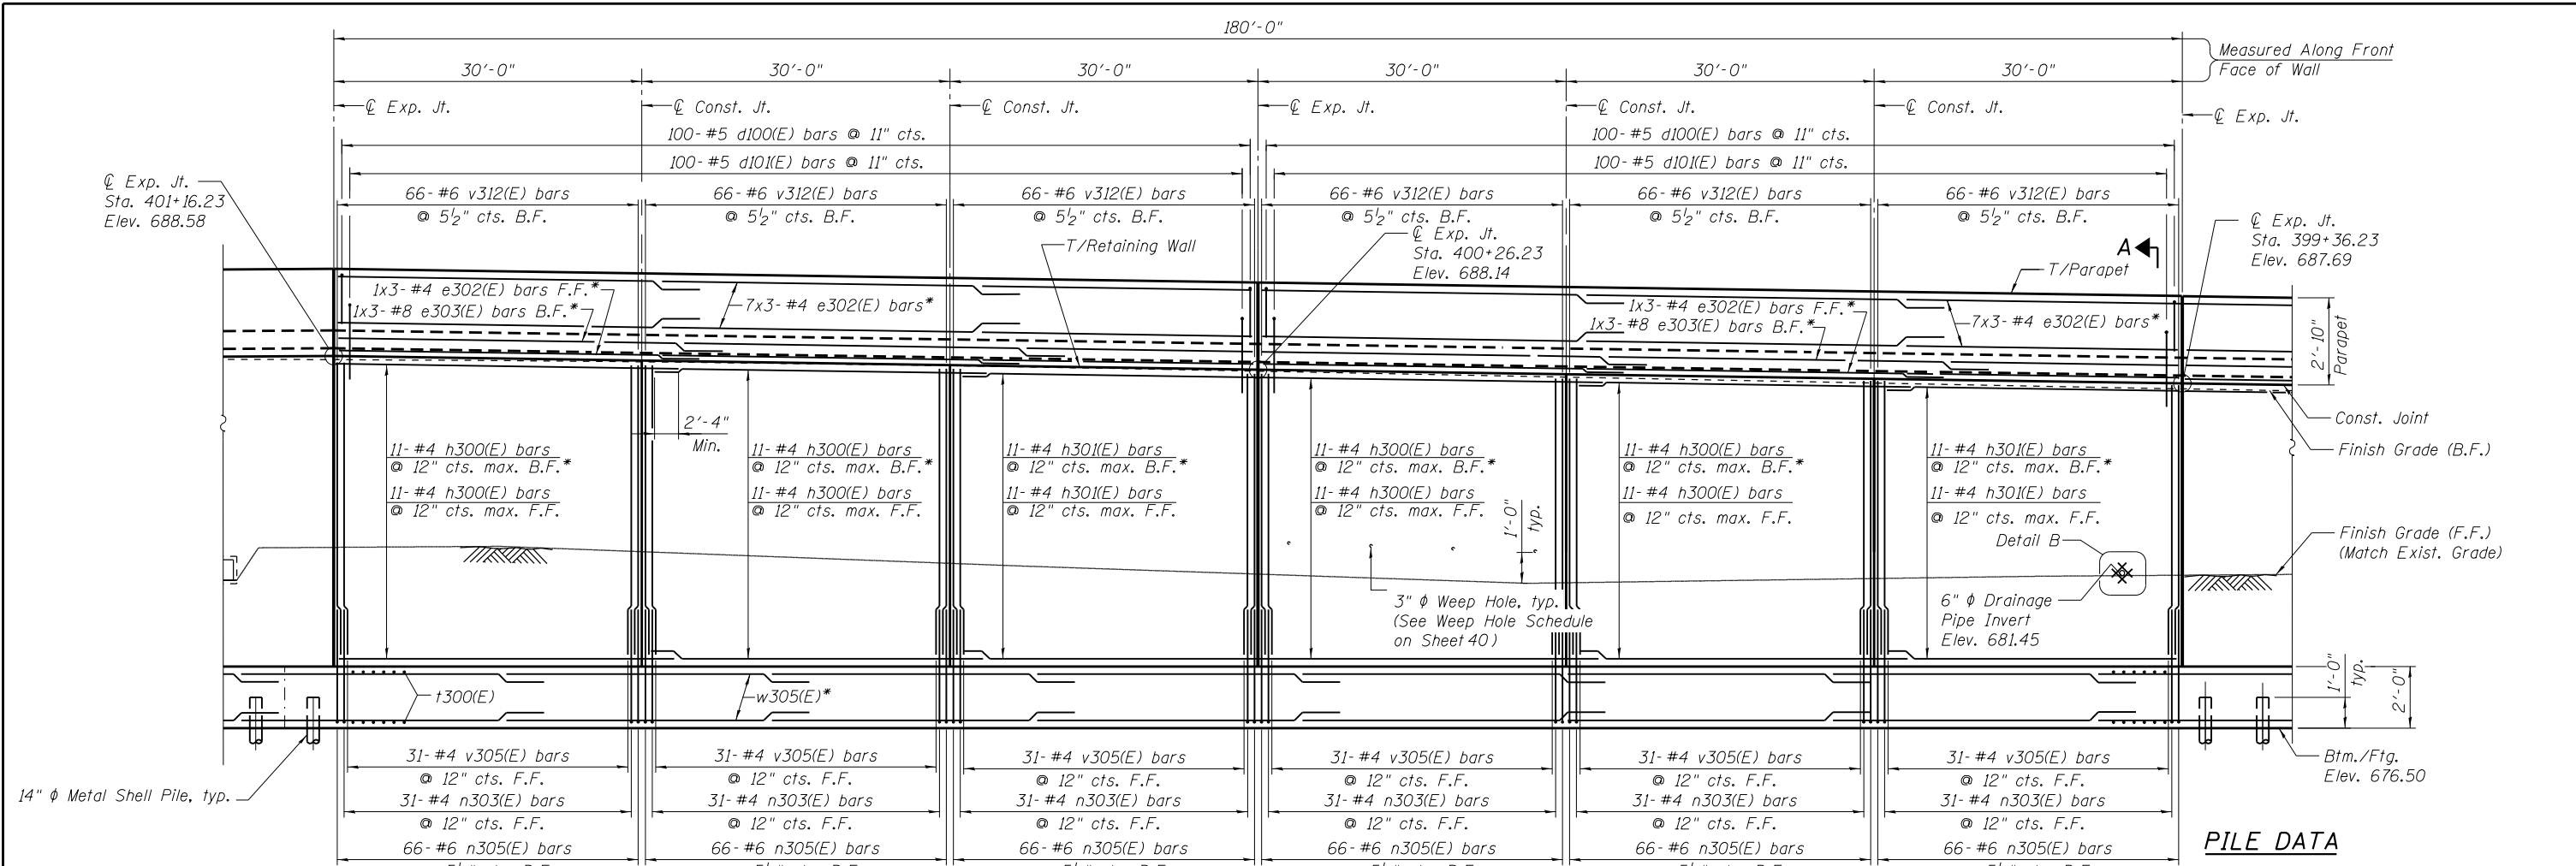 180'-0"
Measured Along Front
Face of Wall
30'-0" 30'-0" 30'-0" 30'-0" 30'-0" 30'-0"
℄ Exp. Jt. ℄ Const. Jt. ℄ Const. Jt. ℄ Exp. Jt. ℄ Const. Jt. ℄ Const. Jt. ℄ Exp. Jt.
100-#5 d100(E) bars @ 11" cts. 100-#5 d100(E) bars @ 11" cts.
100-#5 d101(E) bars @ 11" cts. 100-#5 d101(E) bars @ 11" cts.
℄ Exp. Jt.
Sta. 401+16.23
Elev. 688.58
66-#6 v312(E) bars
@ 5½" cts. B.F.
66-#6 v312(E) bars
@ 5½" cts. B.F.
66-#6 v312(E) bars
@ 5½" cts. B.F.
66-#6 v312(E) bars
@ 5½" cts. B.F.
66-#6 v312(E) bars
@ 5½" cts. B.F.
66-#6 v312(E) bars
@ 5½" cts. B.F.
T/Retaining Wall
℄ Exp. Jt.
Sta. 400+26.23
Elev. 688.14
A
℄ Exp. Jt.
Sta. 399+36.23
Elev. 687.69
T/Parapet
1x3-#4 e302(E) bars F.F.*
1x3-#8 e303(E) bars B.F.*
7x3-#4 e302(E) bars*
1x3-#4 e302(E) bars F.F.*
1x3-#8 e303(E) bars B.F.*
7x3-#4 e302(E) bars*
2'-10"
Parapet
2'-4"
Min.
Const. Joint
Finish Grade (B.F.)
11-#4 h300(E) bars
@ 12" cts. max. B.F.*
11-#4 h300(E) bars
@ 12" cts. max. F.F.
11-#4 h300(E) bars
@ 12" cts. max. B.F.*
11-#4 h300(E) bars
@ 12" cts. max. F.F.
11-#4 h301(E) bars
@ 12" cts. max. B.F.*
11-#4 h301(E) bars
@ 12" cts. max. F.F.
11-#4 h300(E) bars
@ 12" cts. max. B.F.*
11-#4 h300(E) bars
@ 12" cts. max. F.F.
11-#4 h300(E) bars
@ 12" cts. max. B.F.*
11-#4 h300(E) bars
@ 12" cts. max. F.F.
11-#4 h301(E) bars
@ 12" cts. max. B.F.*
11-#4 h301(E) bars
@ 12" cts. max. F.F.
1'-0"
typ.
Detail B
Finish Grade (F.F.)
(Match Exist. Grade)
3" φ Weep Hole, typ.
(See Weep Hole Schedule
on Sheet 40)
6" φ Drainage
Pipe Invert
Elev. 681.45
t300(E)
w305(E)*
1'-0"
typ.
2'-0"
14" φ Metal Shell Pile, typ.
Btm./Ftg.
Elev. 676.50
31-#4 v305(E) bars
@ 12" cts. F.F.
31-#4 n303(E) bars
@ 12" cts. F.F.
66-#6 n305(E) bars
31-#4 v305(E) bars
@ 12" cts. F.F.
31-#4 n303(E) bars
@ 12" cts. F.F.
66-#6 n305(E) bars
31-#4 v305(E) bars
@ 12" cts. F.F.
31-#4 n303(E) bars
@ 12" cts. F.F.
66-#6 n305(E) bars
31-#4 v305(E) bars
@ 12" cts. F.F.
31-#4 n303(E) bars
@ 12" cts. F.F.
66-#6 n305(E) bars
31-#4 v305(E) bars
@ 12" cts. F.F.
31-#4 n303(E) bars
@ 12" cts. F.F.
66-#6 n305(E) bars
31-#4 v305(E) bars
@ 12" cts. F.F.
31-#4 n303(E) bars
@ 12" cts. F.F.
66-#6 n305(E) bars
PILE DATA